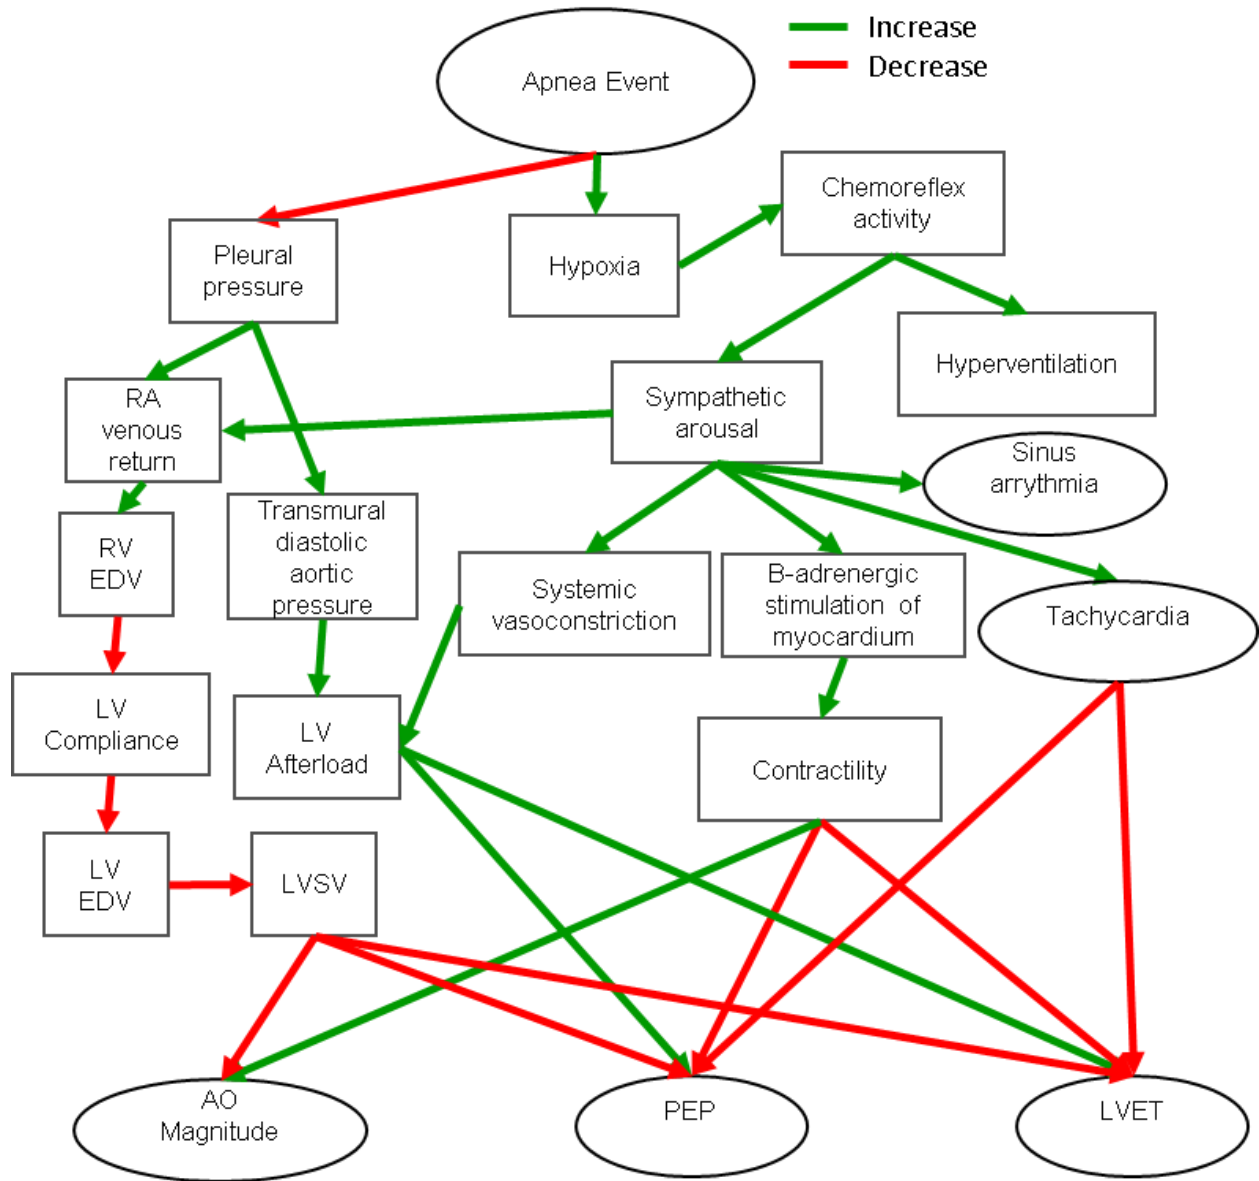 Increase
Decrease
Apnea Event
Chemoreflex
activity
Pleural
pressure
Hypoxia
Hyperventilation
RA
venous
return
Sympathetic
arousal
Sinus
arrythmia
RV
EDV
Transmural
diastolic
aortic
pressure
Systemic
vasoconstriction
B-adrenergic
stimulation of
myocardium
Tachycardia
LV
Compliance
LV
Afterload
Contractility
LV
EDV
LVSV
AO
Magnitude
PEP
LVET